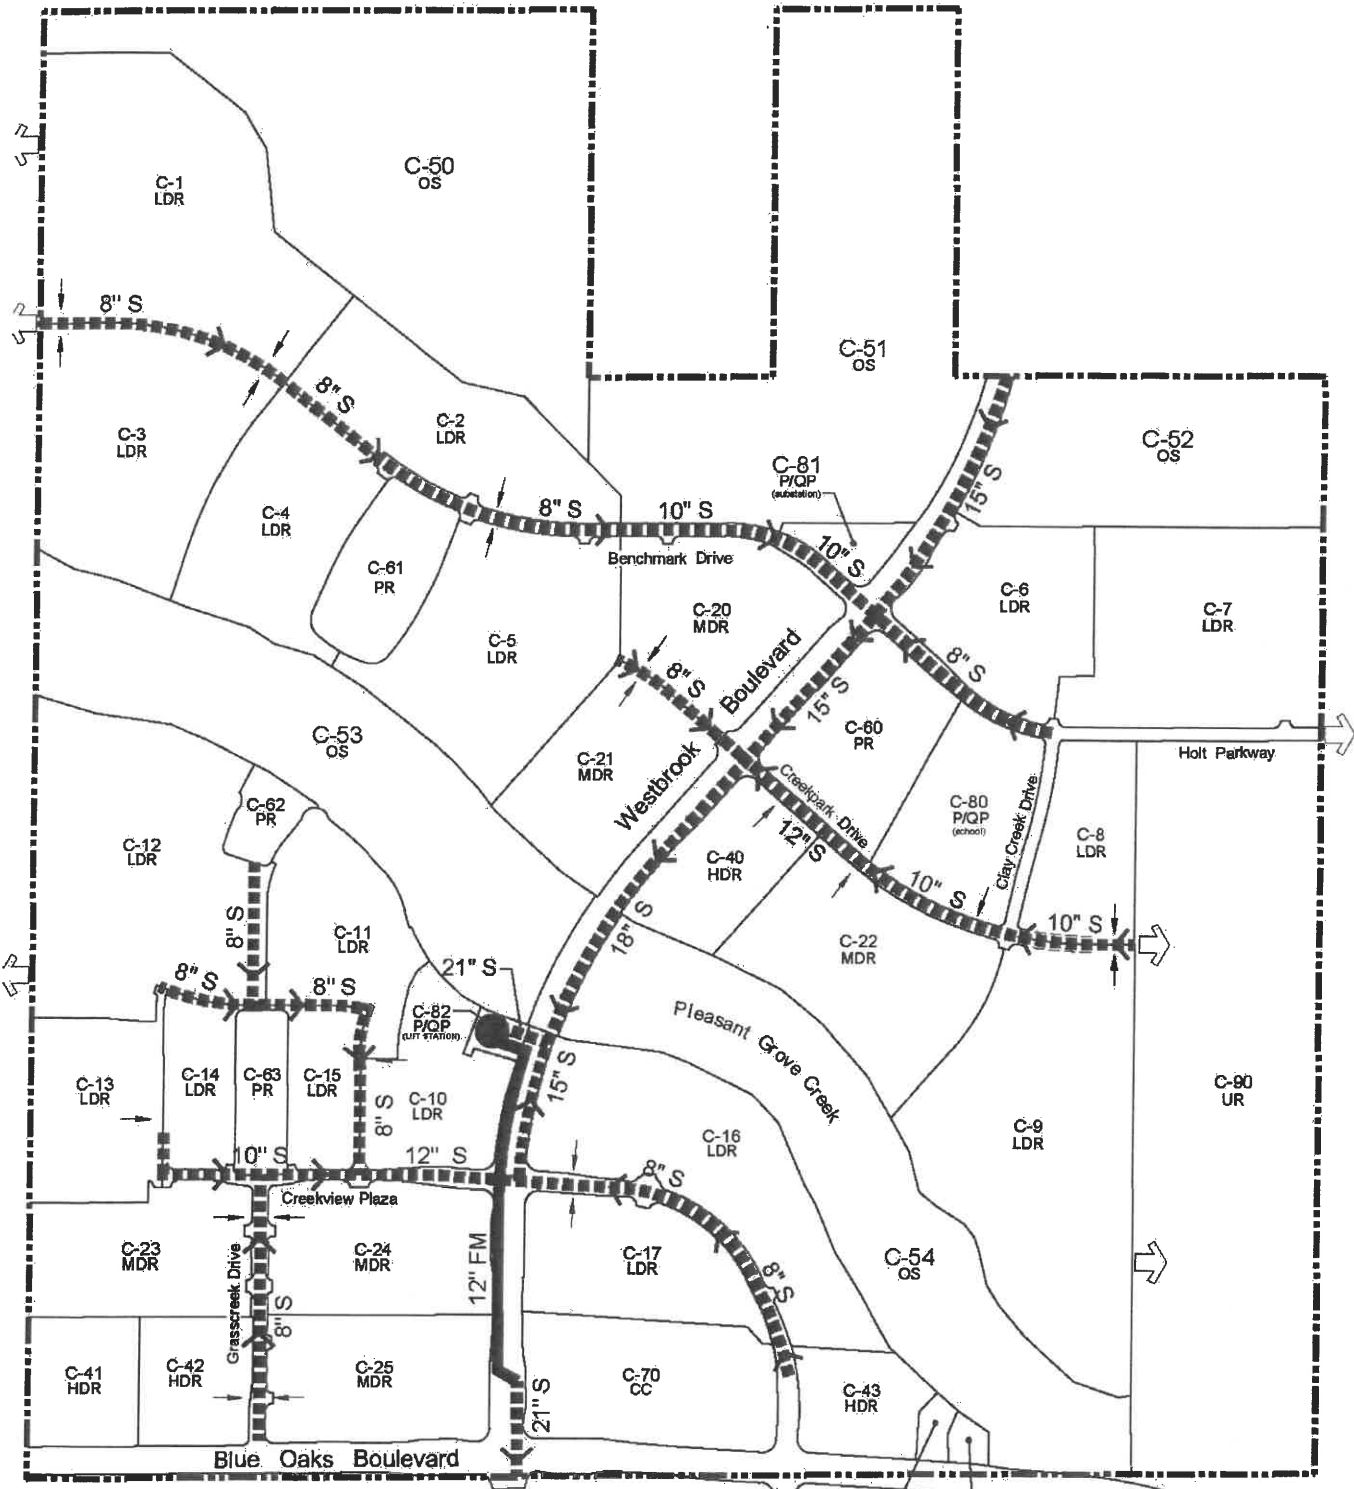 C-50
OS
C-1
LDR
8" S
C-51
OS
8" S
C-2
LDR
C-3
LDR
C-52
OS
C-81
P/QP
(substation)
15" S
C-4
LDR
8" S
10" S
10" S
Benchmark Drive
C-61
PR
C-6
LDR
C-7
LDR
C-20
MDR
C-5
LDR
8" S
8" S
Westbrook Boulevard
15" S
C-60
PR
C-53
OS
C-21
MDR
Holt Parkway
Creekpark Drive
12" S
C-62
PR
C-80
P/QP
(school)
Clay Creek Drive
C-12
LDR
C-8
LDR
C-40
HDR
10" S
8" S
C-11
LDR
18" S
10" S
C-22
MDR
8" S
8" S
21" S
C-82
P/QP
(LIFT STATION)
Pleasant Grove Creek
C-13
LDR
C-14
LDR
C-63
PR
C-15
LDR
15" S
C-90
UR
8" S
C-10
LDR
C-16
LDR
C-9
LDR
10" S
12" S
8" S
Creekview Plaza
C-23
MDR
Grasscreek Drive
C-24
MDR
12" FM
C-17
LDR
C-54
OS
8" S
8" S
C-41
HDR
C-42
HDR
C-25
MDR
21" S
C-70
CC
C-43
HDR
Blue Oaks Boulevard